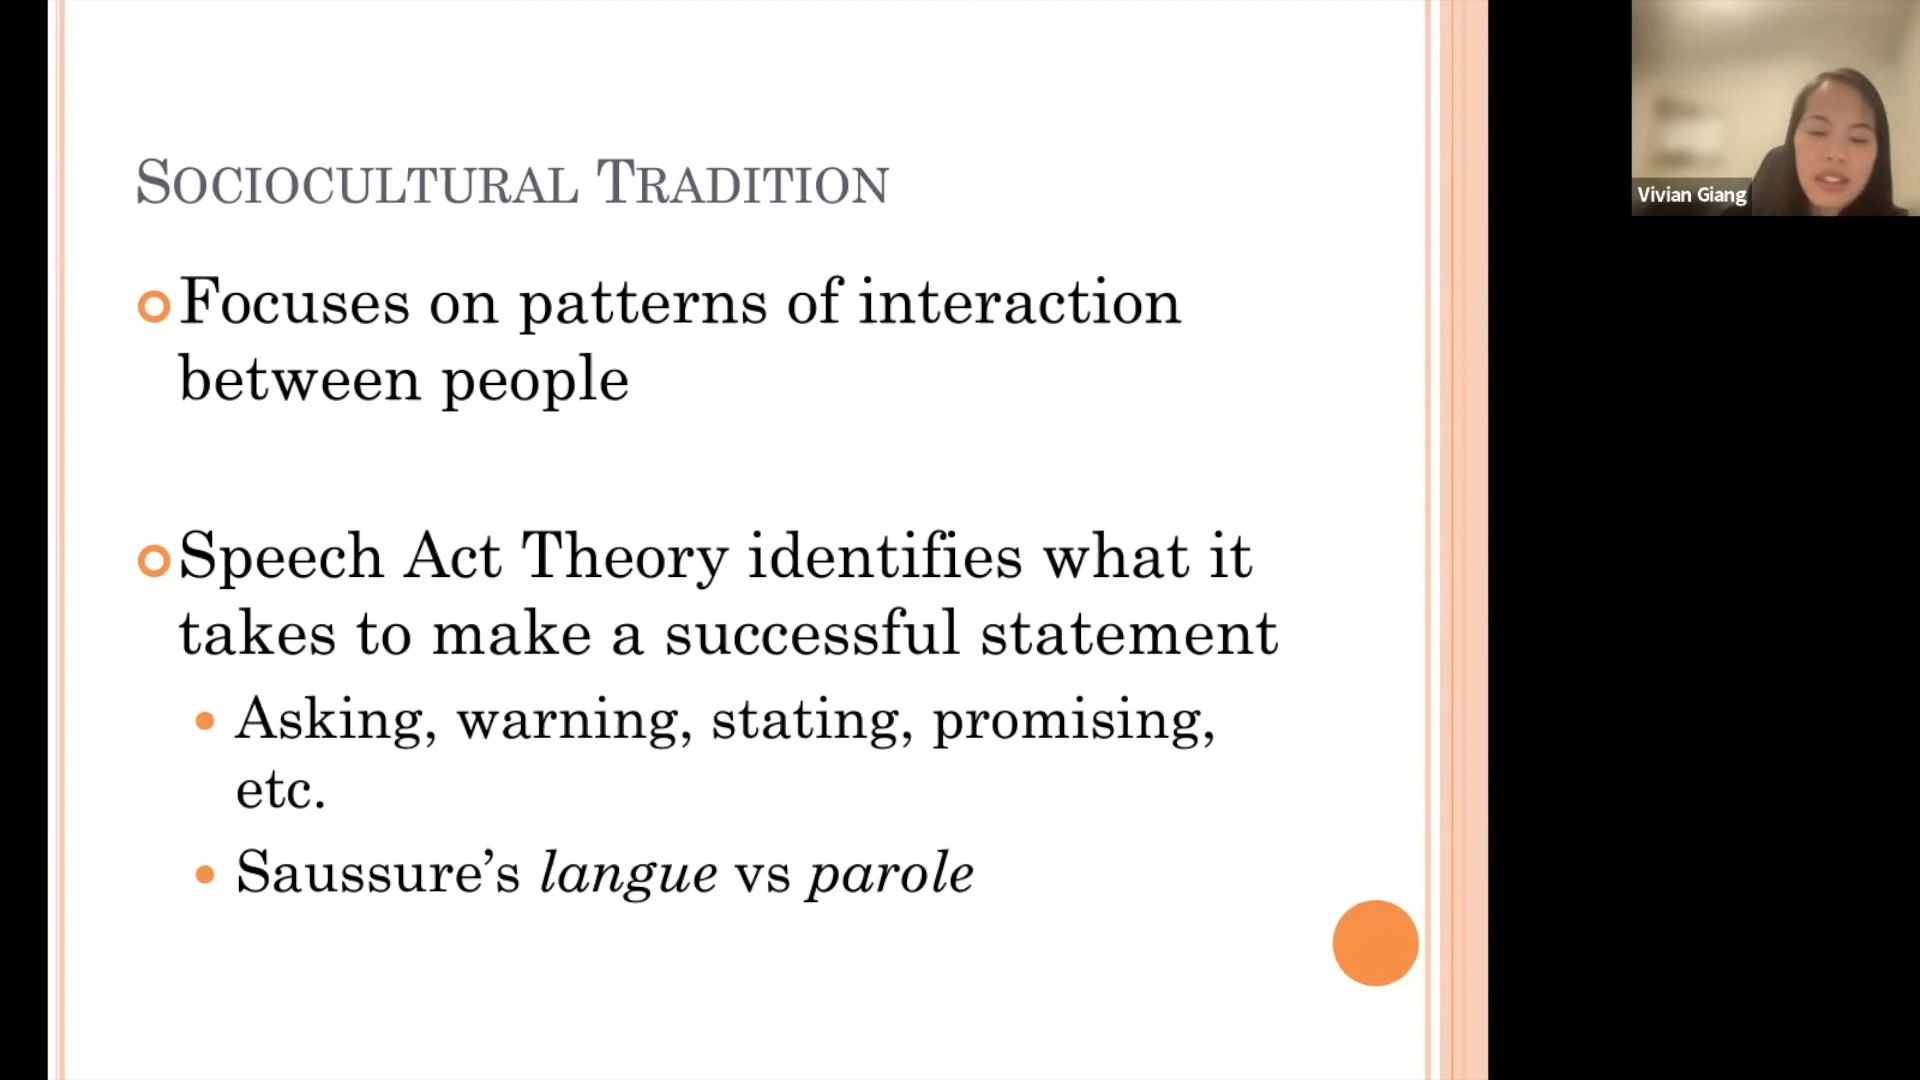 Sociocultural Tradition
Focuses on patterns of interaction
between people
Speech Act Theory identifies what it
takes to make a successful statement
Asking, warning, stating, promising,
etc.
Saussure’s langue vs parole
Vivian Giang